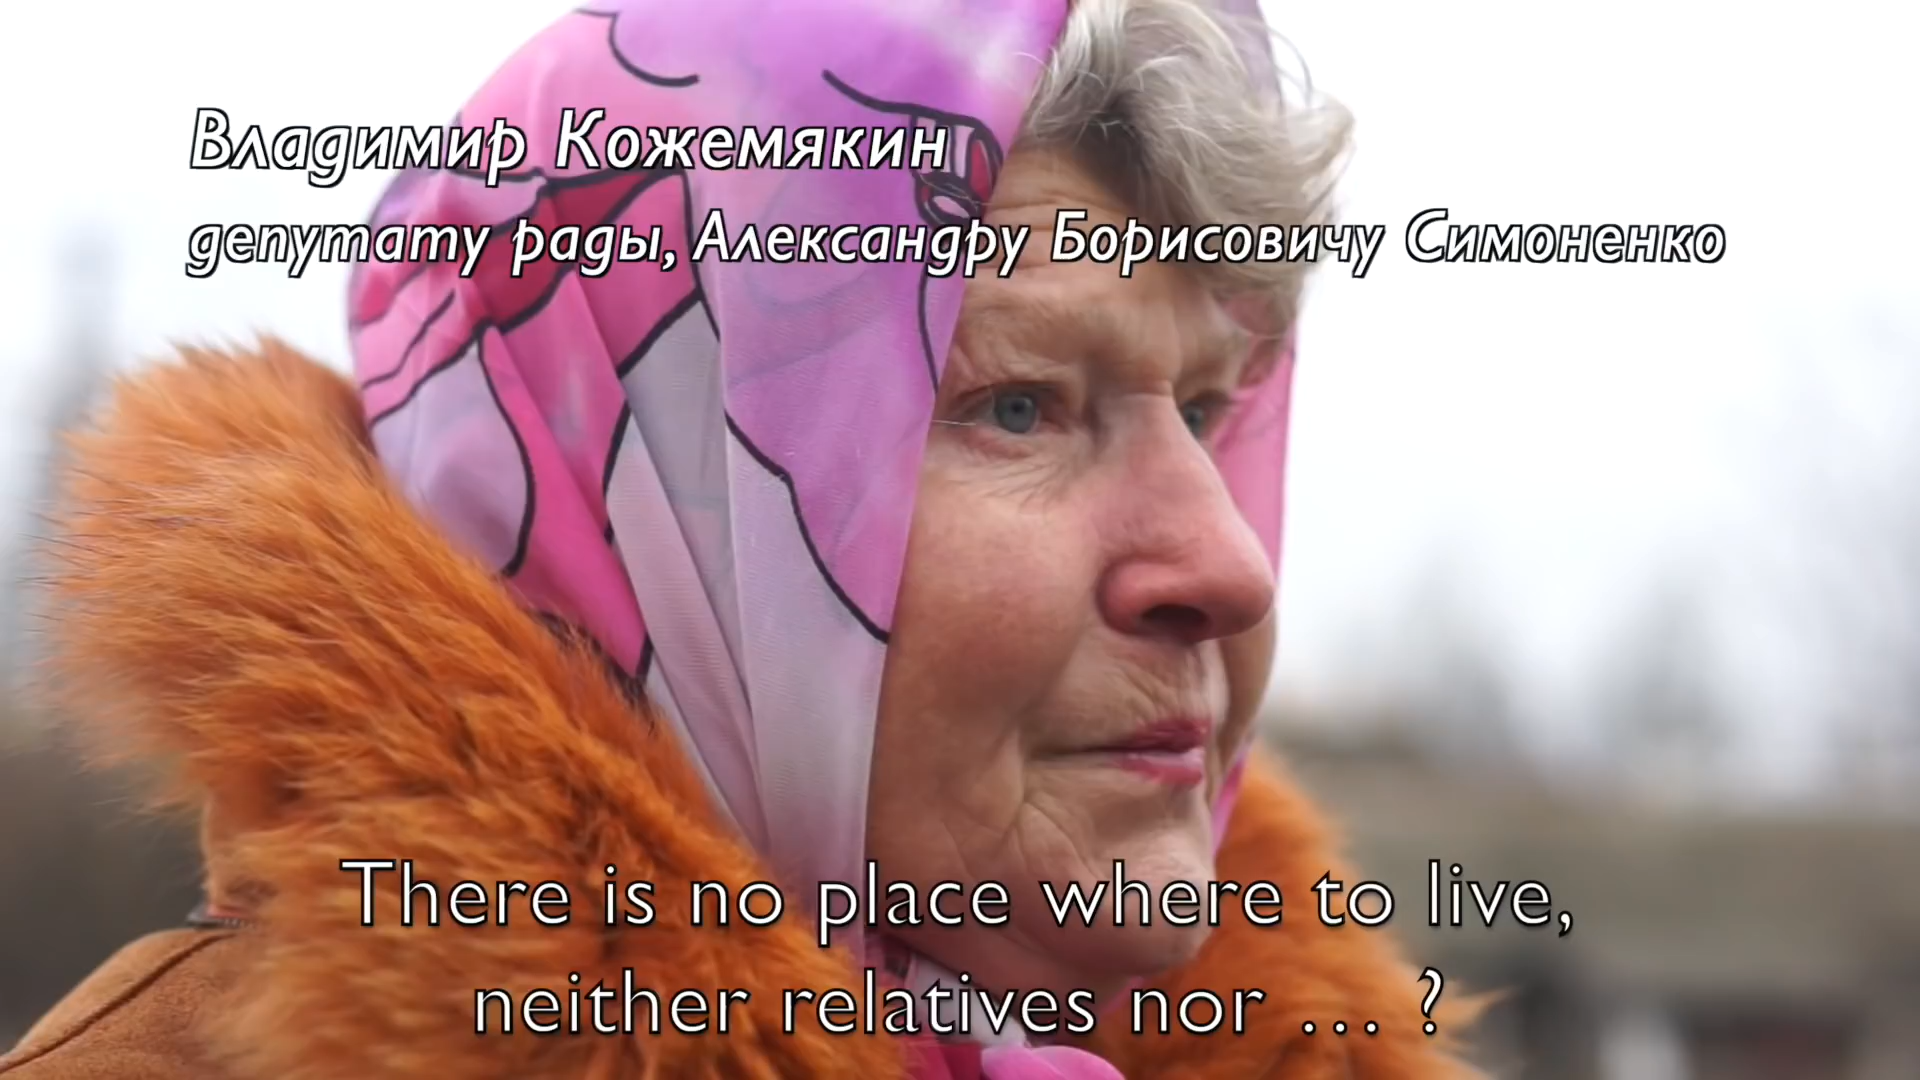 Владимир Кожемякин
депутату рады, Александру Борисовичу Симоненко
There is no place where to live,
neither relatives nor ... ?